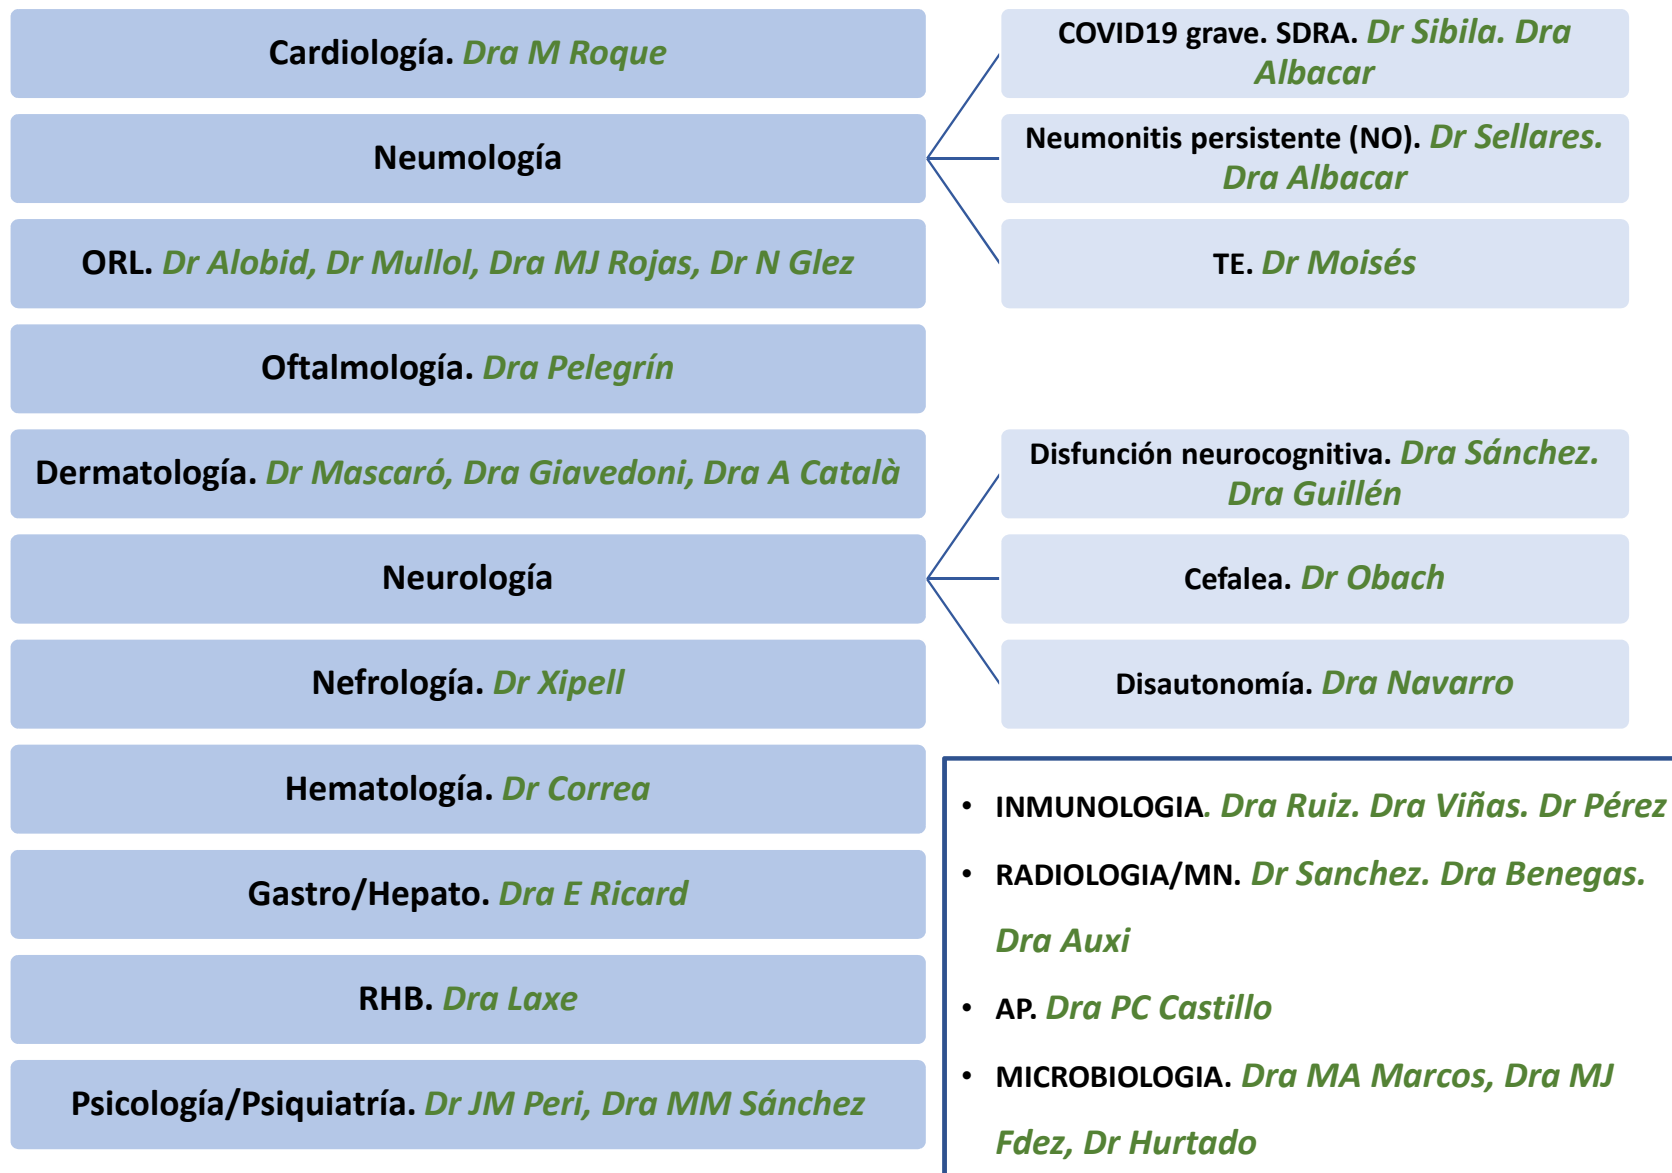 Cardiología. Dra M Roque
Neumología
COVID19 grave. SDRA. Dr Sibila. Dra
Albacar
Neumonitis persistente (NO). Dr Sellares.
Dra Albacar
TE. Dr Moisés
ORL. Dr Alobid, Dr Mullol, Dra MJ Rojas, Dr N Glez
Oftalmología. Dra Pelegrín
Dermatología. Dr Mascaró, Dra Giavedoni, Dra A Català
Neurología
Disfunción neurocognitiva. Dra Sánchez.
Dra Guillén
Cefalea. Dr Obach
Disautonomía. Dra Navarro
Nefrología. Dr Xipell
Hematología. Dr Correa
Gastro/Hepato. Dra E Ricard
RHB. Dra Laxe
Psicología/Psiquiatría. Dr JM Peri, Dra MM Sánchez
• INMUNOLOGIA. Dra Ruiz. Dra Viñas. Dr Pérez
• RADIOLOGIA/MN. Dr Sanchez. Dra Benegas.
Dra Auxi
• AP. Dra PC Castillo
• MICROBIOLOGIA. Dra MA Marcos, Dra MJ
Fdez, Dr Hurtado